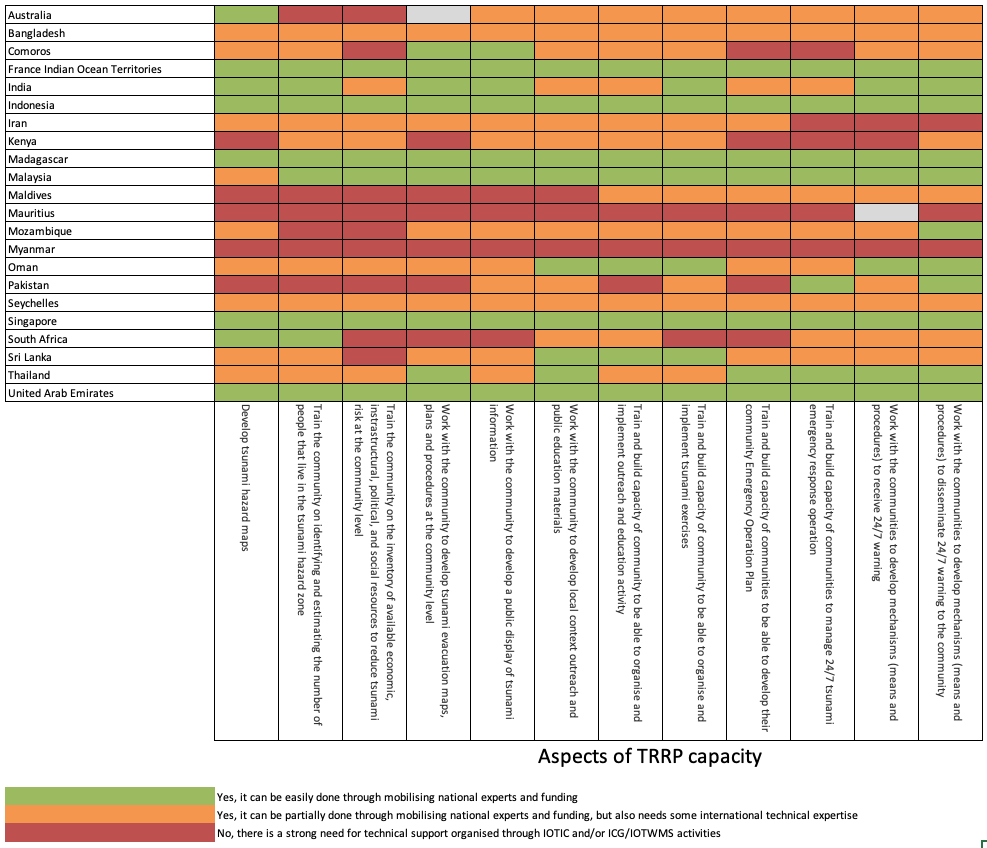 Australia
Bangladesh
Comoros
France Indian Ocean Territories
India
Indonesia
Iran
Kenya
Madagascar
Malaysia
Maldives
Mauritius
Mozambique
Myanmar
Oman
Pakistan
Seychelles
Singapore
South Africa
Sri Lanka
Thailand
United Arab Emirates
Develop tsunami hazard maps
Train the community on identifying and estimating the number of
people that live in the tsunami hazard zone
Train the community on the inventory of available economic,
instrastructural, political, and social resources to reduce tsunami
risk at the community level
Work with the community to develop tsunami evacuation maps,
plans and procedures at the community level
Work with the community to develop a public display of tsunami
information
Work with the community to develop local context outreach and
public education materials
Train and build capacity of community to be able to organise and
implement outreach and education activity
Train and build capacity of community to be able to organise and
implement tsunami exercises
Train and build capacity of communities to be able to develop their
community Emergency Operation Plan
Train and build capacity of communities to manage 24/7 tsunami
emergency response operation
Work with the communities to develop mechanisms (means and
procedures) to receive 24/7 warning
Work with the communities to develop mechanisms (means and
procedures) to disseminate 24/7 warning to the community
Aspects of TRRP capacity
Yes, it can be easily done through mobilising national experts and funding
Yes, it can be partially done through mobilising national experts and funding, but also needs some international technical expertise
No, there is a strong need for technical support organised through IOTIC and/or ICG/IOTWMS activities